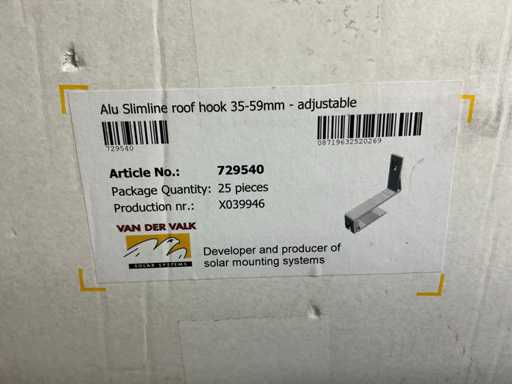 Alu Slimline roof hook 35-59mm - adjustable
729540
08719632520269
Article No.: 729540
Package Quantity: 25 pieces
Production nr.: X039946
VAN DER VALK
SOLAR SYSTEMS
Developer and producer of
solar mounting systems